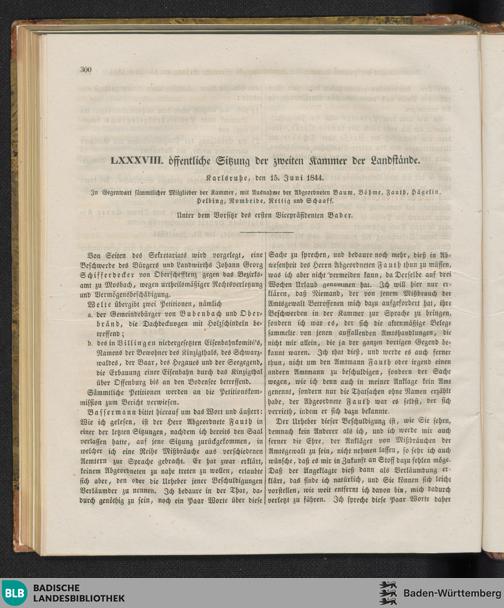 300
LXXXVIII. öffentliche Sitzung der zweiten Kammer der Landstände.
Karlsruhe, den 15. Juni 1844.
In Gegenwart sämmtlicher Mitglieder der Kammer, mit Ausnahme der Abgeordneten Baum, Böhme, Fauth, Hägelin,
Helbing, Rombride, Rettig und Schaaff.
Unter dem Vorsitze des ersten Vicepräsidenten Bader.
Von Seiten des Sekretariats wird vorgelegt, eine
Beschwerde des Bürgers und Landwirths Johann Georg
Schifferdecker von Oberschefflenz gegen das Bezirks-
amt zu Mosbach, wegen urtheilsmäßiger Rechtsverletzung
und Vermögensbeschädigung.
Welte übergibt zwei Petitionen, nämlich
a. der Gemeindebürger von Vadenbach und Ober-
bränd, die Dachdeckungen mit Holzschindeln be-
treffend;
b. des in Billingen niedergesetzten Eisenbahnkomité's,
Namens der Bewohner des Kinzigthals, des Schwarz-
waldes, der Baar, des Hegaues und der Seegegend,
die Erbauung einer Eisenbahn durch das Kinzigthal
über Offenburg bis an den Bodensee betreffend.
Sämmtliche Petitionen werden an die Petitionskom-
mission zum Bericht verwiesen.
Bassermann bittet hierauf um das Wort und äußert:
Wie ich gelesen, ist der Herr Abgeordnete Fauth in
einer der letzten Sitzungen, nachdem ich bereits den Saal
verlassen hatte, auf jene Sitzung zurückgekommen, in
welcher ich eine Reihe Mißbräuche aus verschiedenen
Aemtern zur Sprache gebracht. Er hat zwar erklärt,
keinem Abgeordneten zu nahe treten zu wollen, erlaubte
sich aber, den oder die Urheber jener Beschuldigungen
Verläumder zu nennen. Ich bedaure in der That, da-
durch genöthig zu sein, noch ein Paar Worte über diese
Sache zu sprechen, und bedaure noch mehr, dieß in Ab-
wesenheit des Herrn Abgeordneten Fauth thun zu müssen,
was ich aber nicht vermeiden kann, da Derselbe auf drei
Wochen Urlaub genommen hat. Ich will hier nur er-
klären, daß Niemand, der von jenem Mißbrauch der
Amtsgewalt Betroffenen mich dazu aufgefordert hat, ihre
Beschwerden in der Kammer zur Sprache zu bringen,
sondern ich war es, der sich die aktenmäßige Belege
sammelte von jenen auffallenden Amtshandlungen, die
nicht mir allein, die ja der ganzen dortigen Gegend be-
kannt waren. Ich that dieß, und werde es auch ferner
thun, nicht um den Amtmann Fauth oder irgend einen
andern Amtmann zu beschuldigen, sondern der Sache
wegen, wie ich denn auch in meiner Anklage kein Amt
genennt, sondern nur die Thatsachen ohne Namen erzählt
habe, der Abgeordnete Fauth war es selbst, der sich
verrieth, indem er sich dazu bekannte.
Der Urheber dieser Beschuldigung ist, wie Sie sehen,
demnach kein Anderer als ich, und ich werde mir auch
ferner die Ehre, der Ankläger von Mißbräuchen der
Amtsgewalt zu sein, nicht nehmen lassen, so sehr ich auch
wünsche, daß es mir in Zukunft an Stoff dazu fehlen möge.
Daß der Angeklagte dieß dann als Verläumdung er-
klärt, das finde ich natürlich, und Sie können sich leicht
vorstellen, wie weit entfernt ich davon bin, mich dadurch
verletzt zu fühlen. Ich spreche diese Paar Worte daher
BLB BADISCHE
LANDESBIBLIOTHEK
Baden-Württemberg